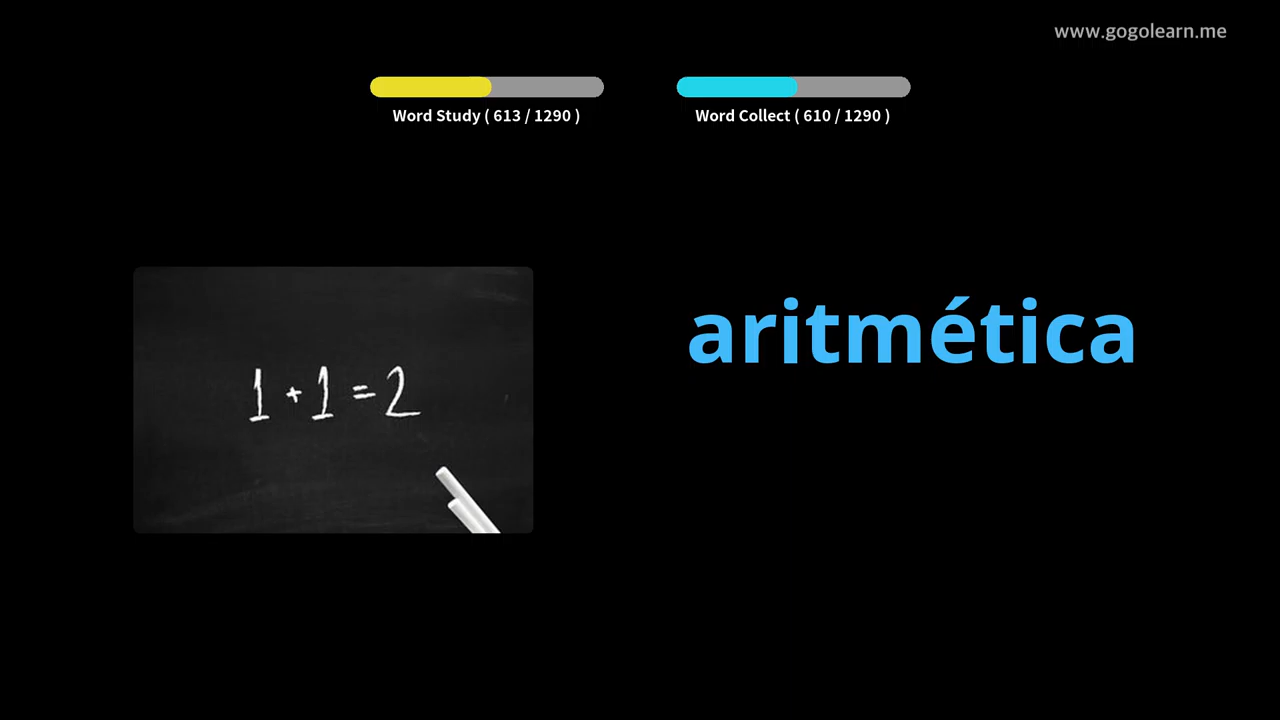 www.gogolearn.me
Word Study ( 613 / 1290 )
Word Collect ( 610 / 1290 )
aritmética
1 + 1 = 2